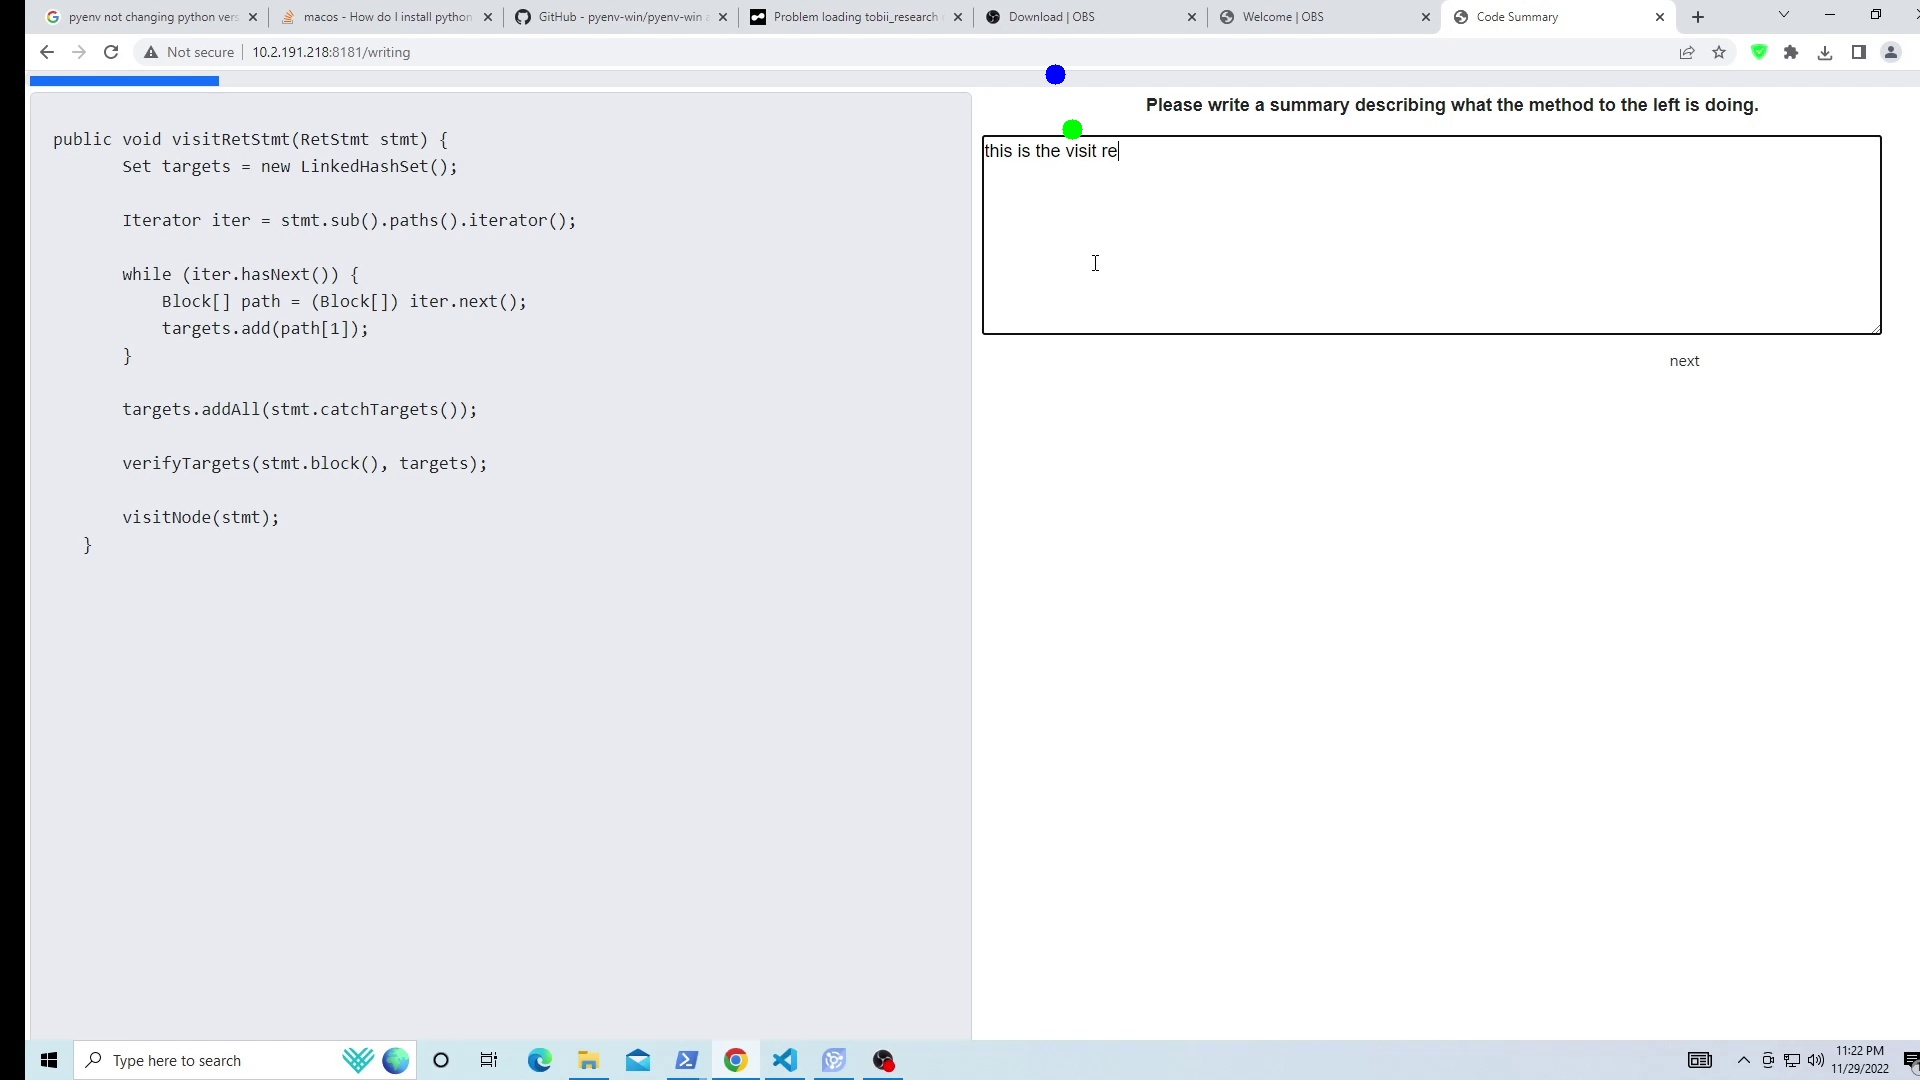 pyenv not changing python vers
macos - How do I install python
GitHub - pyenv-win/pyenv-win a
Problem loading tobii_research
Download | OBS
Welcome | OBS
Code Summary
Not secure
10.2.191.218:8181/writing
Please write a summary describing what the method to the left is doing.
public void visitRetStmt(RetStmt stmt) {
this is the visit re
Set targets = new LinkedHashSet();
Iterator iter = stmt.sub().paths().iterator();
while (iter.hasNext()) {
Block[] path = (Block[]) iter.next();
targets.add(path[1]);
}
next
targets.addAll(stmt.catchTargets());
verifyTargets(stmt.block(), targets);
visitNode(stmt);
}
Type here to search
11:22 PM
11/29/2022